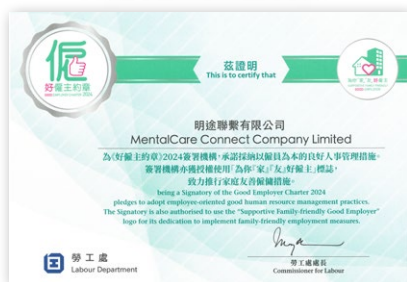 僱
好僱主約章
茲證明
This is to certify that
明途聯繫有限公司
MentalCare Connect Company Limited
為《好僱主約章》2024簽署機構，承諾採納以僱員為本的良好人事管理措施。
簽署機構亦獲授權使用「為你『家』『友』好僱主」標誌，
致力推行家庭友善僱傭措施。
being a Signatory of the Good Employer Charter 2024
pledges to adopt employee-oriented good human resource management practices.
The Signatory is also authorised to use the “Supportive Family-friendly Good Employer”
logo for its dedication to implement family-friendly employment measures.
勞工處
Labour Department
勞工處處長
Commissioner for Labour